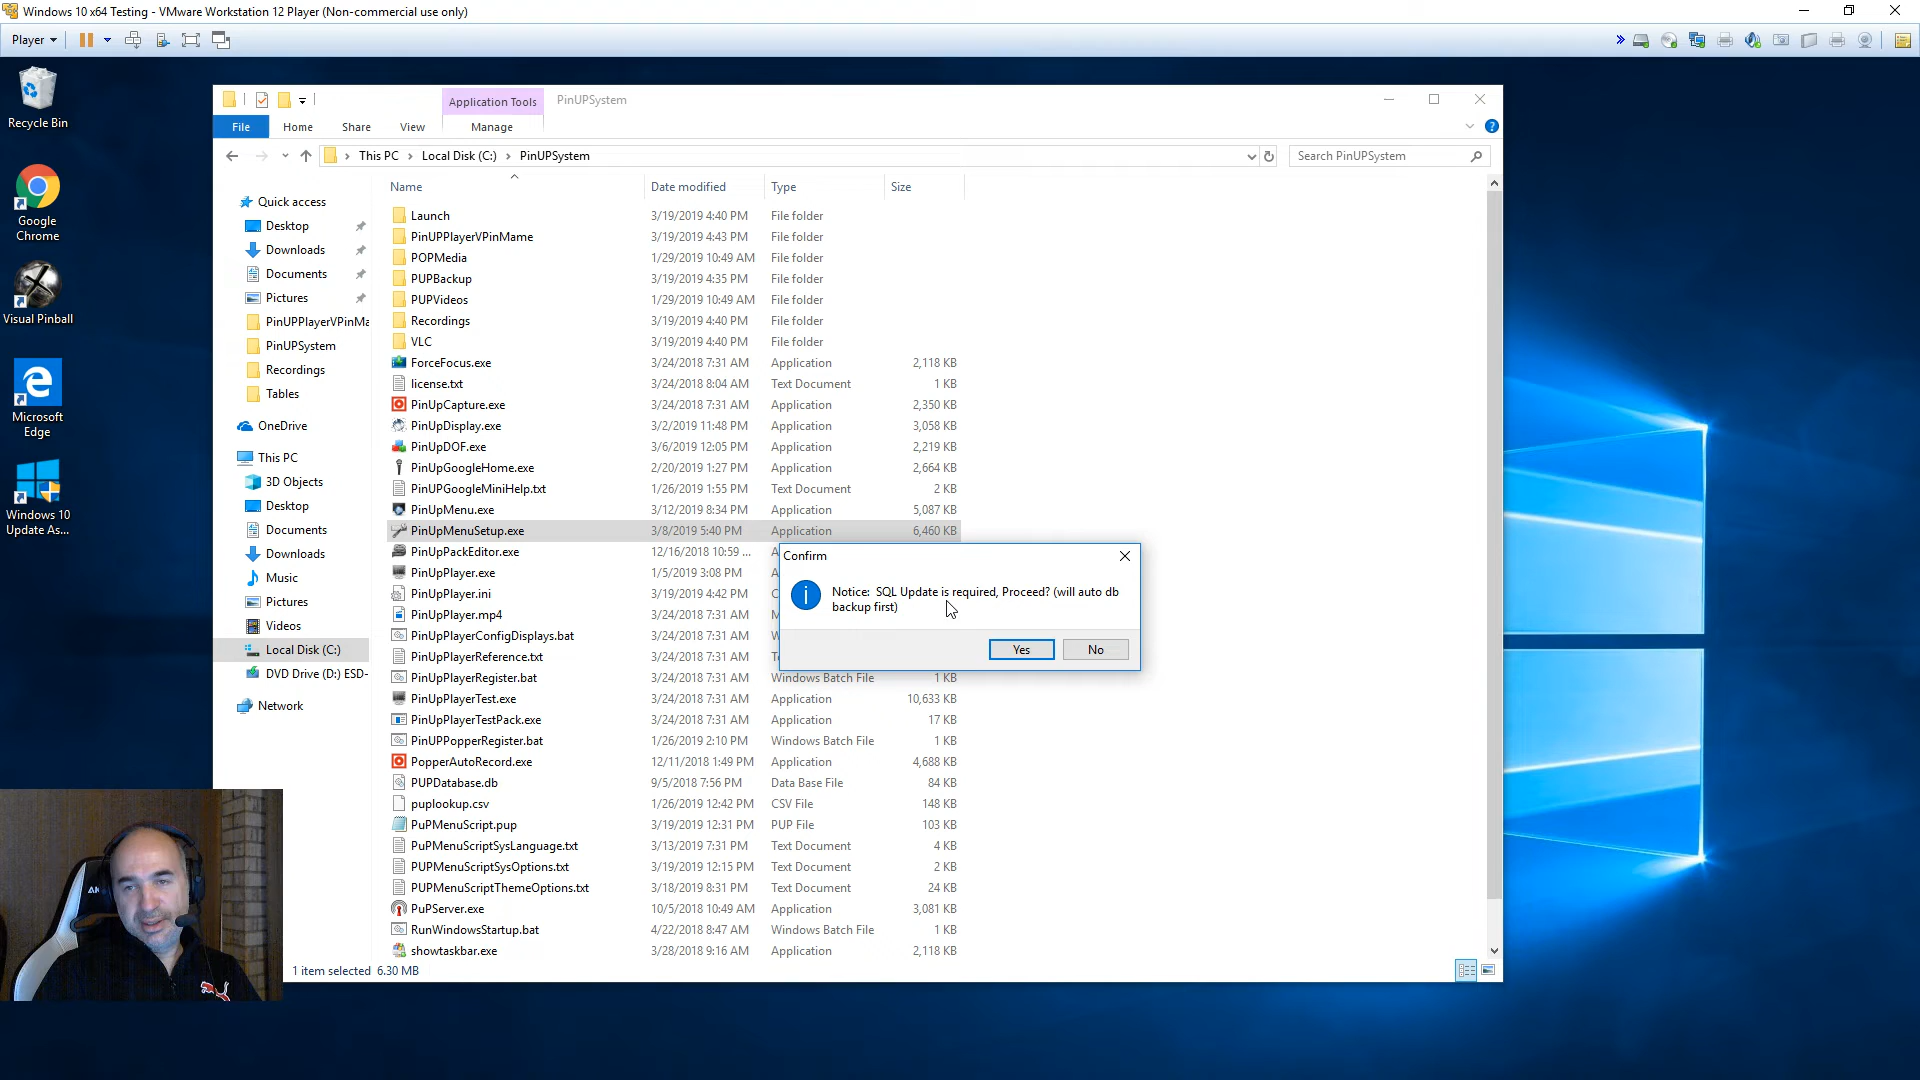 Windows 10 x64 Testing - VMware Workstation 12 Player (Non-commercial use only)
Player
Application Tools
PinUPSystem
File
Home
Share
View
Manage
This PC
Local Disk (C:)
PinUPSystem
Search PinUPSystem
Name
Date modified
Type
Size
Recycle Bin
Google
Chrome
Visual Pinball
Microsoft
Edge
Windows 10
Update As...
Quick access
Desktop
Downloads
Documents
Pictures
PinUPPlayerVPinMa
PinUPSystem
Recordings
Tables
OneDrive
This PC
3D Objects
Desktop
Documents
Downloads
Music
Pictures
Videos
Local Disk (C:)
DVD Drive (D:) ESD-
Network
Launch 3/19/2019 4:40 PM File folder
PinUPPlayerVPinMame 3/19/2019 4:43 PM File folder
POPMedia 1/29/2019 10:49 AM File folder
PUPBackup 3/19/2019 4:35 PM File folder
PUPVideos 1/29/2019 10:49 AM File folder
Recordings 3/19/2019 4:40 PM File folder
VLC 3/19/2019 4:40 PM File folder
ForceFocus.exe 3/24/2018 7:31 AM Application 2,118 KB
license.txt 3/24/2018 8:04 AM Text Document 1 KB
PinUpCapture.exe 3/24/2018 7:31 AM Application 2,350 KB
PinUpDisplay.exe 3/2/2019 11:48 PM Application 3,058 KB
PinUpDOF.exe 3/6/2019 12:05 PM Application 2,219 KB
PinUpGoogleHome.exe 2/20/2019 1:27 PM Application 2,664 KB
PinUPGoogleMiniHelp.txt 1/26/2019 1:55 PM Text Document 2 KB
PinUpMenu.exe 3/12/2019 8:34 PM Application 5,087 KB
PinUpMenuSetup.exe 3/8/2019 5:40 PM Application 6,460 KB
PinUpPackEditor.exe 12/16/2018 10:59 ...
PinUpPlayer.exe 1/5/2019 3:08 PM
PinUpPlayer.ini 3/19/2019 4:42 PM
PinUpPlayer.mp4 3/24/2018 7:31 AM
PinUpPlayerConfigDisplays.bat 3/24/2018 7:31 AM
PinUpPlayerReference.txt 3/24/2018 7:31 AM
PinUpPlayerRegister.bat 3/24/2018 7:31 AM Windows Batch File 1 KB
PinUpPlayerTest.exe 3/24/2018 7:31 AM Application 10,633 KB
PinUpPlayerTestPack.exe 3/24/2018 7:31 AM Application 17 KB
PinUPPopperRegister.bat 1/26/2019 2:10 PM Windows Batch File 1 KB
PopperAutoRecord.exe 12/11/2018 1:49 PM Application 4,688 KB
PUPDatabase.db 9/5/2018 7:56 PM Data Base File 84 KB
puplookup.csv 1/26/2019 12:42 PM CSV File 148 KB
PuPMenuScript.pup 3/19/2019 12:31 PM PUP File 103 KB
PuPMenuScriptSysLanguage.txt 3/13/2019 7:31 PM Text Document 4 KB
PUPMenuScriptSysOptions.txt 3/19/2019 12:15 PM Text Document 2 KB
PUPMenuScriptThemeOptions.txt 3/18/2019 8:31 PM Text Document 24 KB
PuPServer.exe 10/5/2018 10:49 AM Application 3,081 KB
RunWindowsStartup.bat 4/22/2018 8:47 AM Windows Batch File 1 KB
showtaskbar.exe 3/28/2018 9:16 AM Application 2,118 KB
Confirm
Notice: SQL Update is required, Proceed? (will auto db
backup first)
Yes
No
1 item selected 6.30 MB